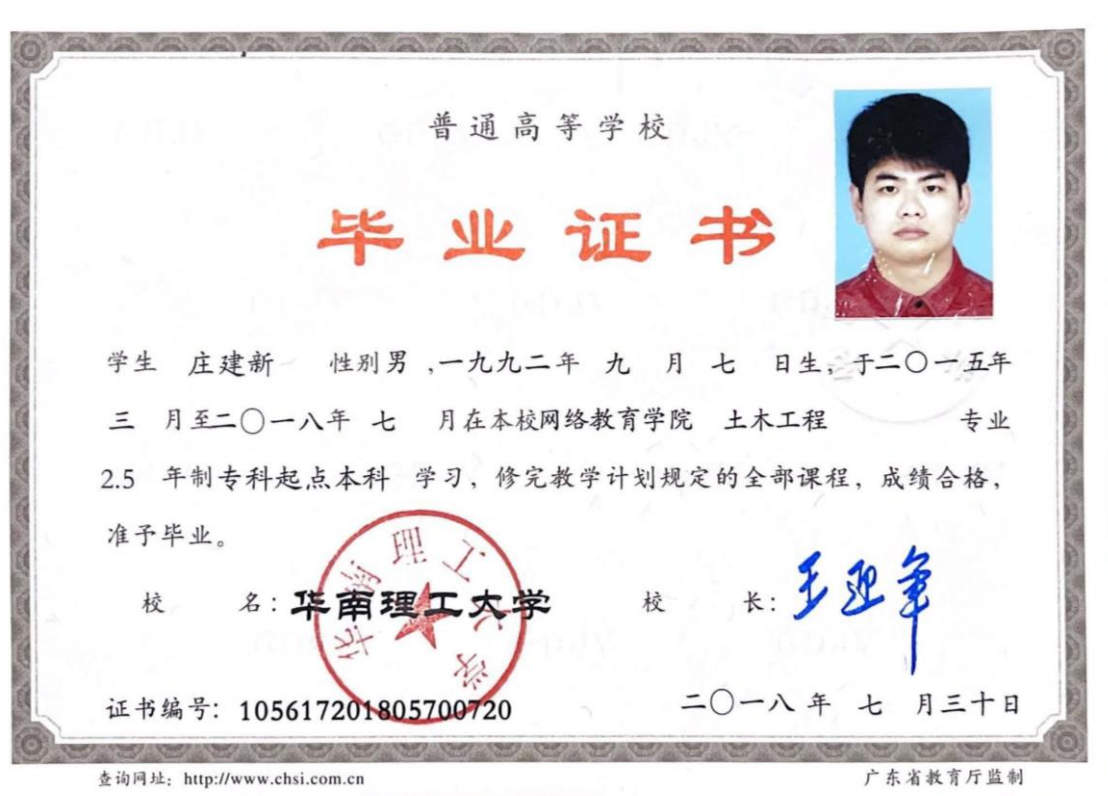 普通高等学校
毕业证书
学生 庄建新 性别男,一九九二年 九 月 七 日生,于二〇一五年
三 月至二〇一八年 七 月在本校网络教育学院 土木工程 专业
2.5 年制专科起点本科 学习，修完教学计划规定的全部课程，成绩合格，
准予毕业。
华南理工大学
校 名：华南理工大学 校 长：王迎军
证书编号：105617201805700720 二〇一八年 七 月三十日
查询网址：http://www.chsi.com.cn 广东省教育厅监制